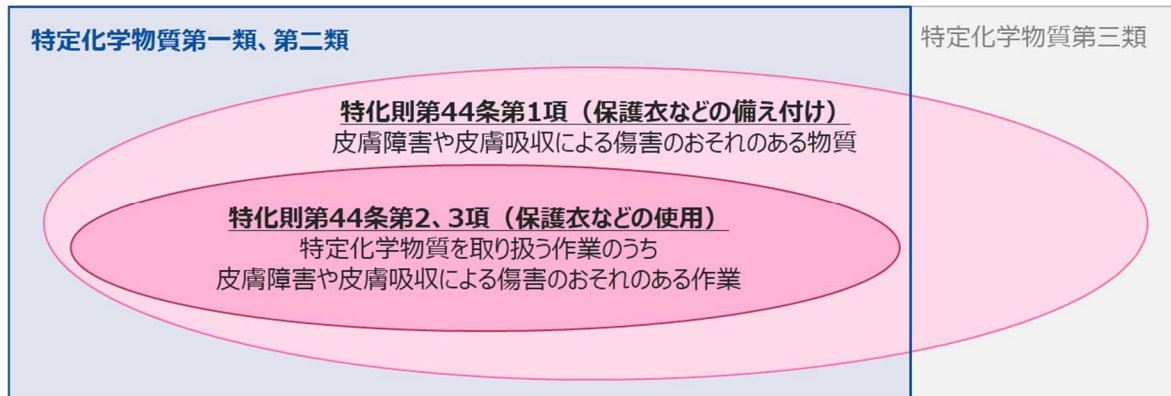 特定化学物質第一類、第二類
特定化学物質第三類
特化則第44条第1項（保護衣などの備え付け）
皮膚障害や皮膚吸収による傷害のおそれのある物質
特化則第44条第2、3項（保護衣などの使用）
特定化学物質を取り扱う作業のうち
皮膚障害や皮膚吸収による傷害のおそれのある作業